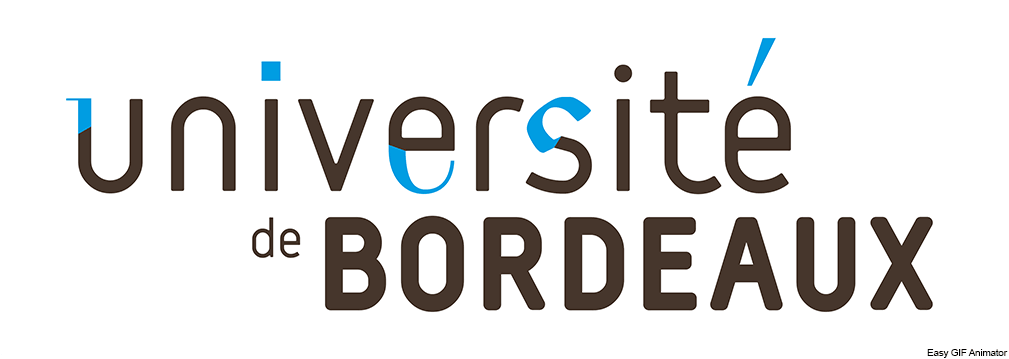 université
de BORDEAUX
Easy GIF Animator